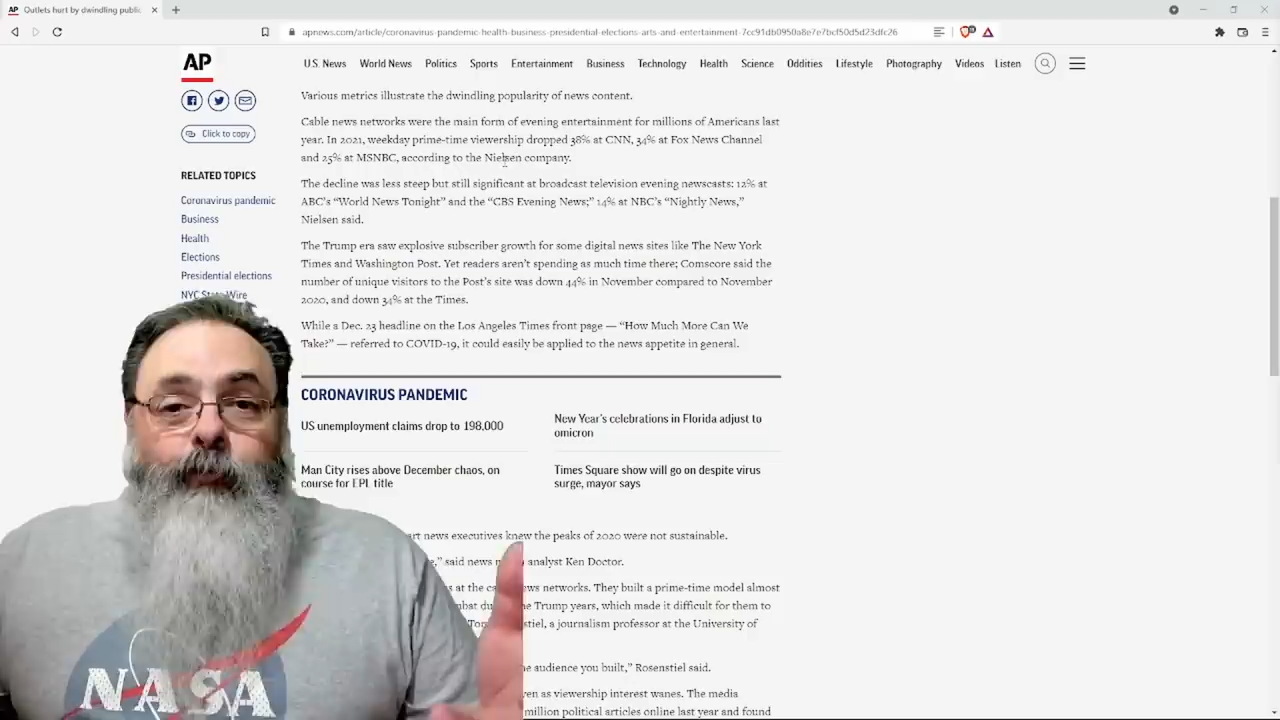 Outlets hurt by dwindling public
apnews.com/article/coronavirus-pandemic-health-business-presidential-elections-arts-and-entertainment-7cc91db0950a8e7e7bcf50d5d23dfc26
AP
U.S. News World News Politics Sports Entertainment Business Technology Health Science Oddities Lifestyle Photography Videos Listen
Click to copy
RELATED TOPICS
Coronavirus pandemic
Business
Health
Elections
Presidential elections
NYC State Wire
Various metrics illustrate the dwindling popularity of news content.
Cable news networks were the main form of evening entertainment for millions of Americans last
year. In 2021, weekday prime-time viewership dropped 38% at CNN, 34% at Fox News Channel
and 25% at MSNBC, according to the Nielsen company.
The decline was less steep but still significant at broadcast television evening newscasts: 12% at
ABC's “World News Tonight” and the “CBS Evening News;” 14% at NBC's “Nightly News,”
Nielsen said.
The Trump era saw explosive subscriber growth for some digital news sites like The New York
Times and Washington Post. Yet readers aren't spending as much time there; Comscore said the
number of unique visitors to the Post's site was down 44% in November compared to November
2020, and down 34% at the Times.
While a Dec. 23 headline on the Los Angeles Times front page — “How Much More Can We
Take?” — referred to COVID-19, it could easily be applied to the news appetite in general.
CORONAVIRUS PANDEMIC
US unemployment claims drop to 198,000
New Year's celebrations in Florida adjust to
omicron
Man City rises above December chaos, on
course for EPL title
Times Square show will go on despite virus
surge, mayor says
art news executives knew the peaks of 2020 were not sustainable.
said news analyst Ken Doctor.
at the news networks. They built a prime-time model almost
the Trump years, which made it difficult for them to
a journalism professor at the University of
audience you built,” Rosenstiel said.
as viewership interest wanes. The media
million political articles online last year and found
NASA